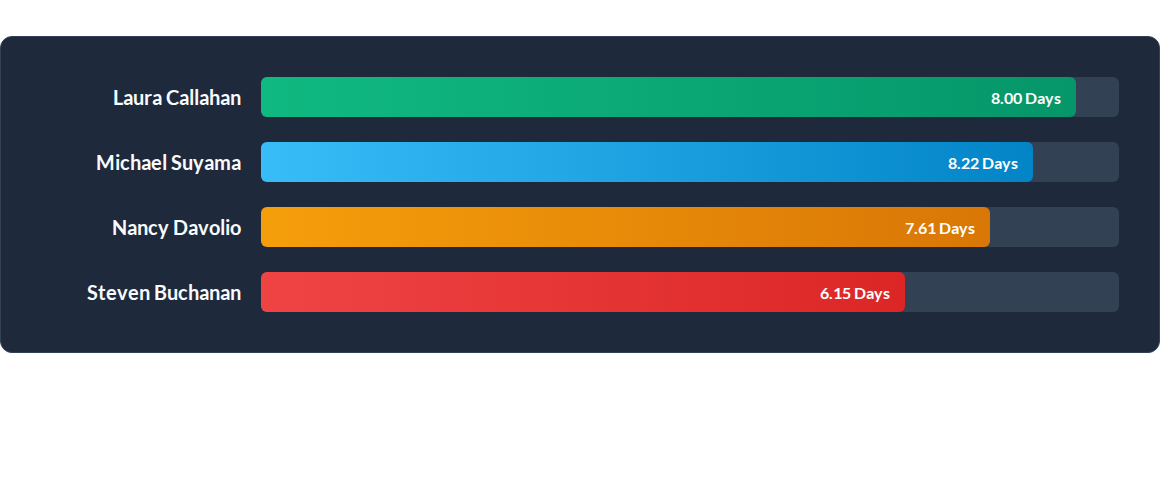 Laura Callahan 8.00 Days
Michael Suyama 8.22 Days
Nancy Davolio 7.61 Days
Steven Buchanan 6.15 Days